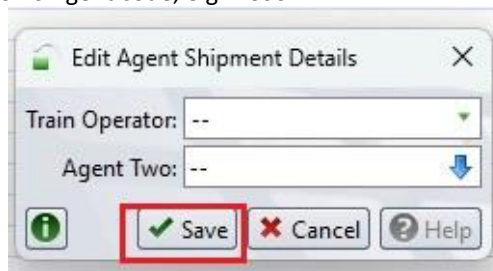 Edit Agent Shipment Details
Train Operator: --
Agent Two: --
Save Cancel Help